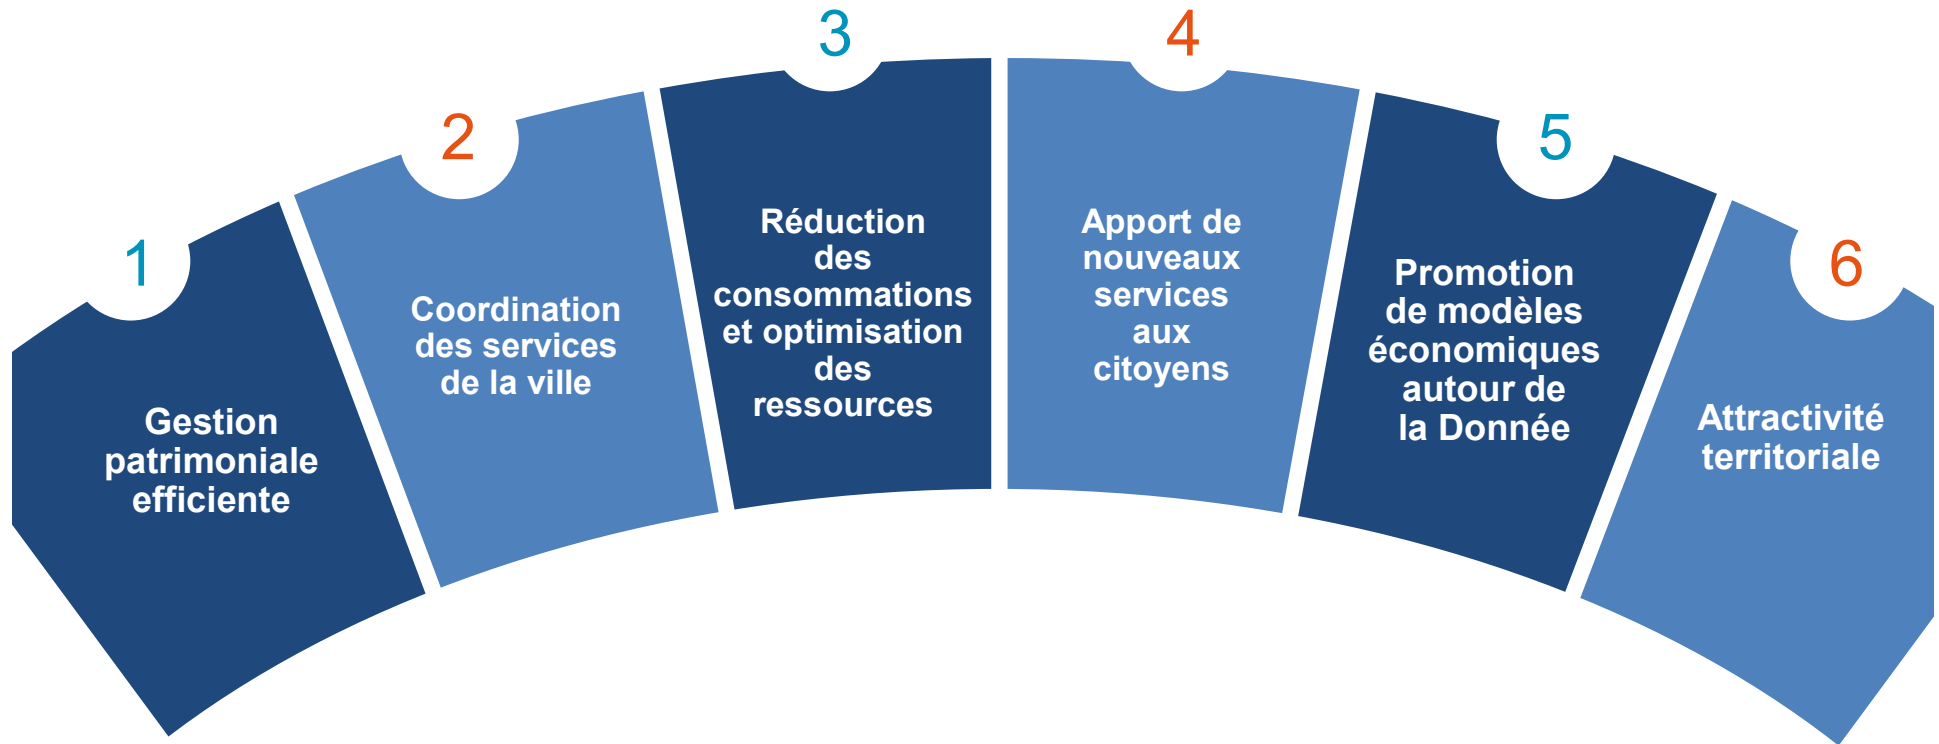 1
Gestion
patrimoniale
efficiente
2
Coordination
des services
de la ville
3
Réduction
des
consommations
et optimisation
des
ressources
4
Apport de
nouveaux
services
aux
citoyens
5
Promotion
de modèles
économiques
autour de
la Donnée
6
Attractivité
territoriale